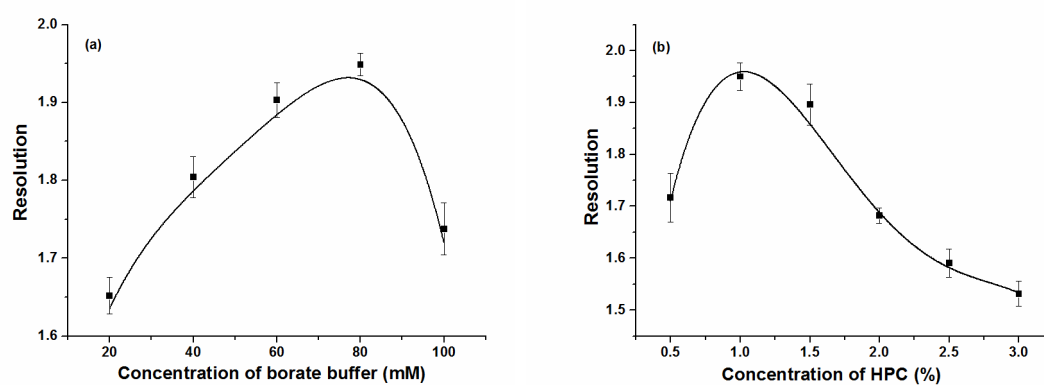 (a)
Resolution
2.0
1.9
1.8
1.7
1.6
20 40 60 80 100
Concentration of borate buffer (mM)
(b)
Resolution
2.0
1.9
1.8
1.7
1.6
1.5
0.5 1.0 1.5 2.0 2.5 3.0
Concentration of HPC (%)